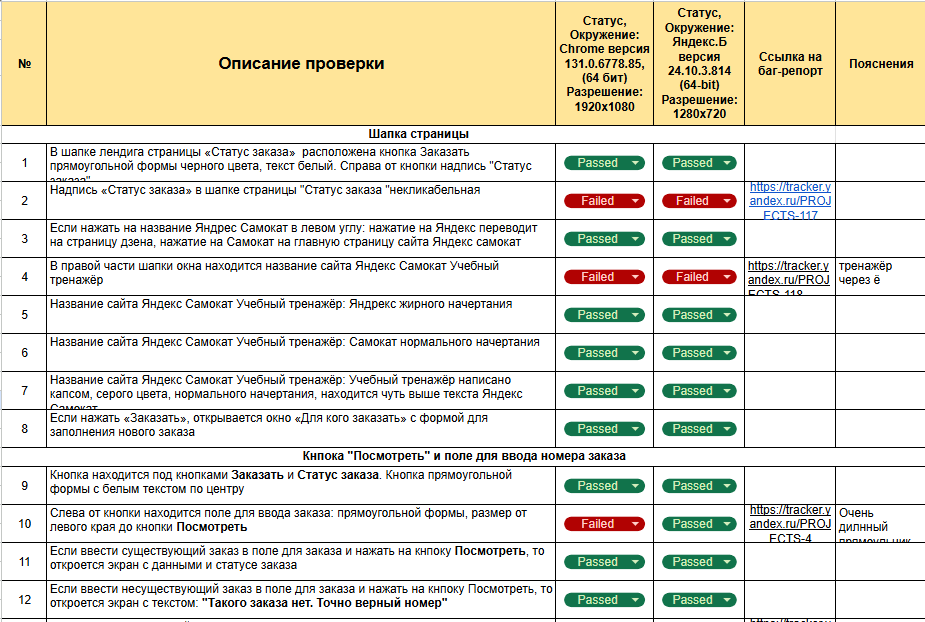 №
Описание проверки
Статус,
Окружение:
Chrome версия
131.0.6778.85,
(64 бит)
Разрешение:
1920x1080
Статус,
Окружение:
Яндекс.Б
версия
24.10.3.814
(64-bit)
Разрешение:
1280x720
Ссылка на
баг-репорт
Пояснения
Шапка страницы
1
В шапке лендига страницы «Статус заказа» расположена кнопка Заказать
прямоугольной формы черного цвета, текст белый. Справа от кнопки надпись "Статус
заказа"
Passed
Passed
2
Надпись «Статус заказа» в шапке страницы "Статус заказа "некликабельная
Failed
Failed
https://tracker.y
andex.ru/PROJ
ECTS-117
3
Если нажать на название Яндрес Самокат в левом углу: нажатие на Яндекс переводит
на страницу дзена, нажатие на Самокат на главную страницу сайта Яндекс самокат
Passed
Passed
4
В правой части шапки окна находится название сайта Яндекс Самокат Учебный
тренажёр
Failed
Failed
https://tracker.y
andex.ru/PROJ
ECTS-118
тренажёр
через ё
5
Название сайта Яндекс Самокат Учебный тренажёр: Яндрекс жирного начертания
Passed
Passed
6
Название сайта Яндекс Самокат Учебный тренажёр: Самокат нормального начертания
Passed
Passed
7
Название сайта Яндекс Самокат Учебный тренажёр: Учебный тренажёр написано
капсом, серого цвета, нормального начертания, находится чуть выше текста Яндекс
Самокат
Passed
Passed
8
Если нажать «Заказать», открывается окно «Для кого заказать» с формой для
заполнения нового заказа
Passed
Passed
Кнпока "Посмотреть" и поле для ввода номера заказа
9
Кнопка находится под кнопками Заказать и Статус заказа. Кнопка прямоугольной
формы с белым текстом по центру
Passed
Passed
10
Слева от кнопки находится поле для ввода заказа: прямоугольной формы, размер от
левого края до кнопки Посмотреть
Failed
Passed
https://tracker.y
andex.ru/PROJ
ECTS-4
Очень
дилнный
прямоульник
11
Если ввести существующий заказ в поле для заказа и нажать на кнпоку Посмотреть, то
откроется экран с данными и статусе заказа
Passed
Passed
12
Если ввести несуществующий заказ в поле для заказа и нажать на кнпоку Посмотреть, то
откроется экран с текстом: "Такого заказа нет. Точно верный номер"
Passed
Passed